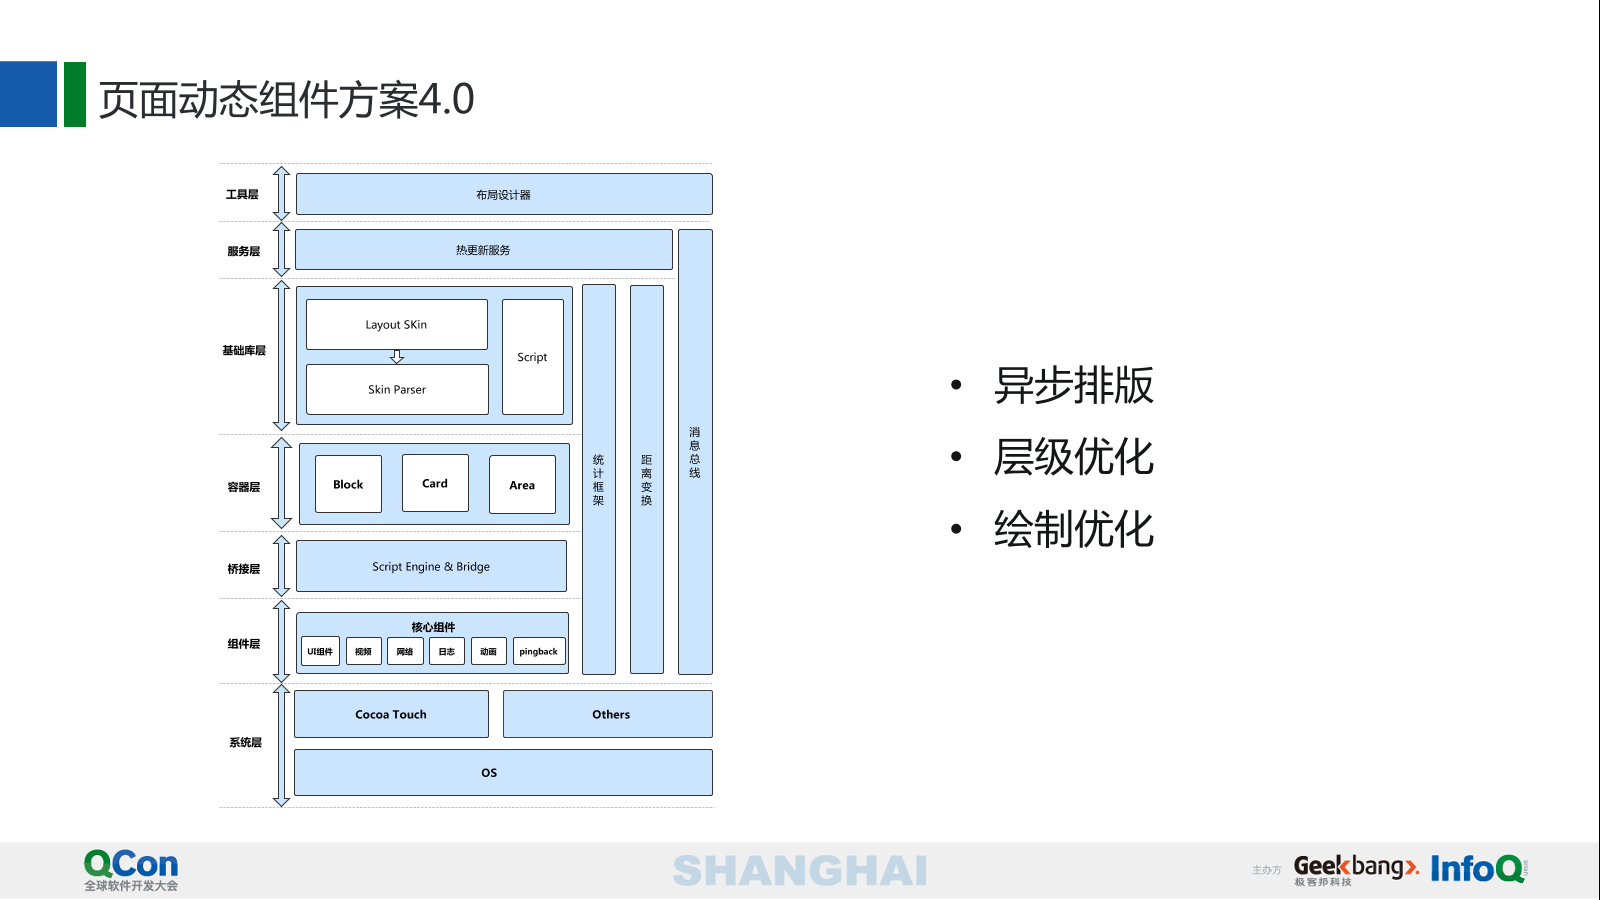 页面动态组件方案4.0
工具层
布局设计器
服务层
热更新服务
基础库层
Layout SKin
Skin Parser
Script
容器层
Block
Card
Area
桥接层
Script Engine & Bridge
组件层
核心组件
UI组件
视频
网络
日志
动画
pingback
统计框架
距离变换
消息总线
系统层
Cocoa Touch
Others
OS
• 异步排版
• 层级优化
• 绘制优化
QCon
全球软件开发大会
SHANGHAI
主办方
Geekbang>.
极客邦科技
InfoQ